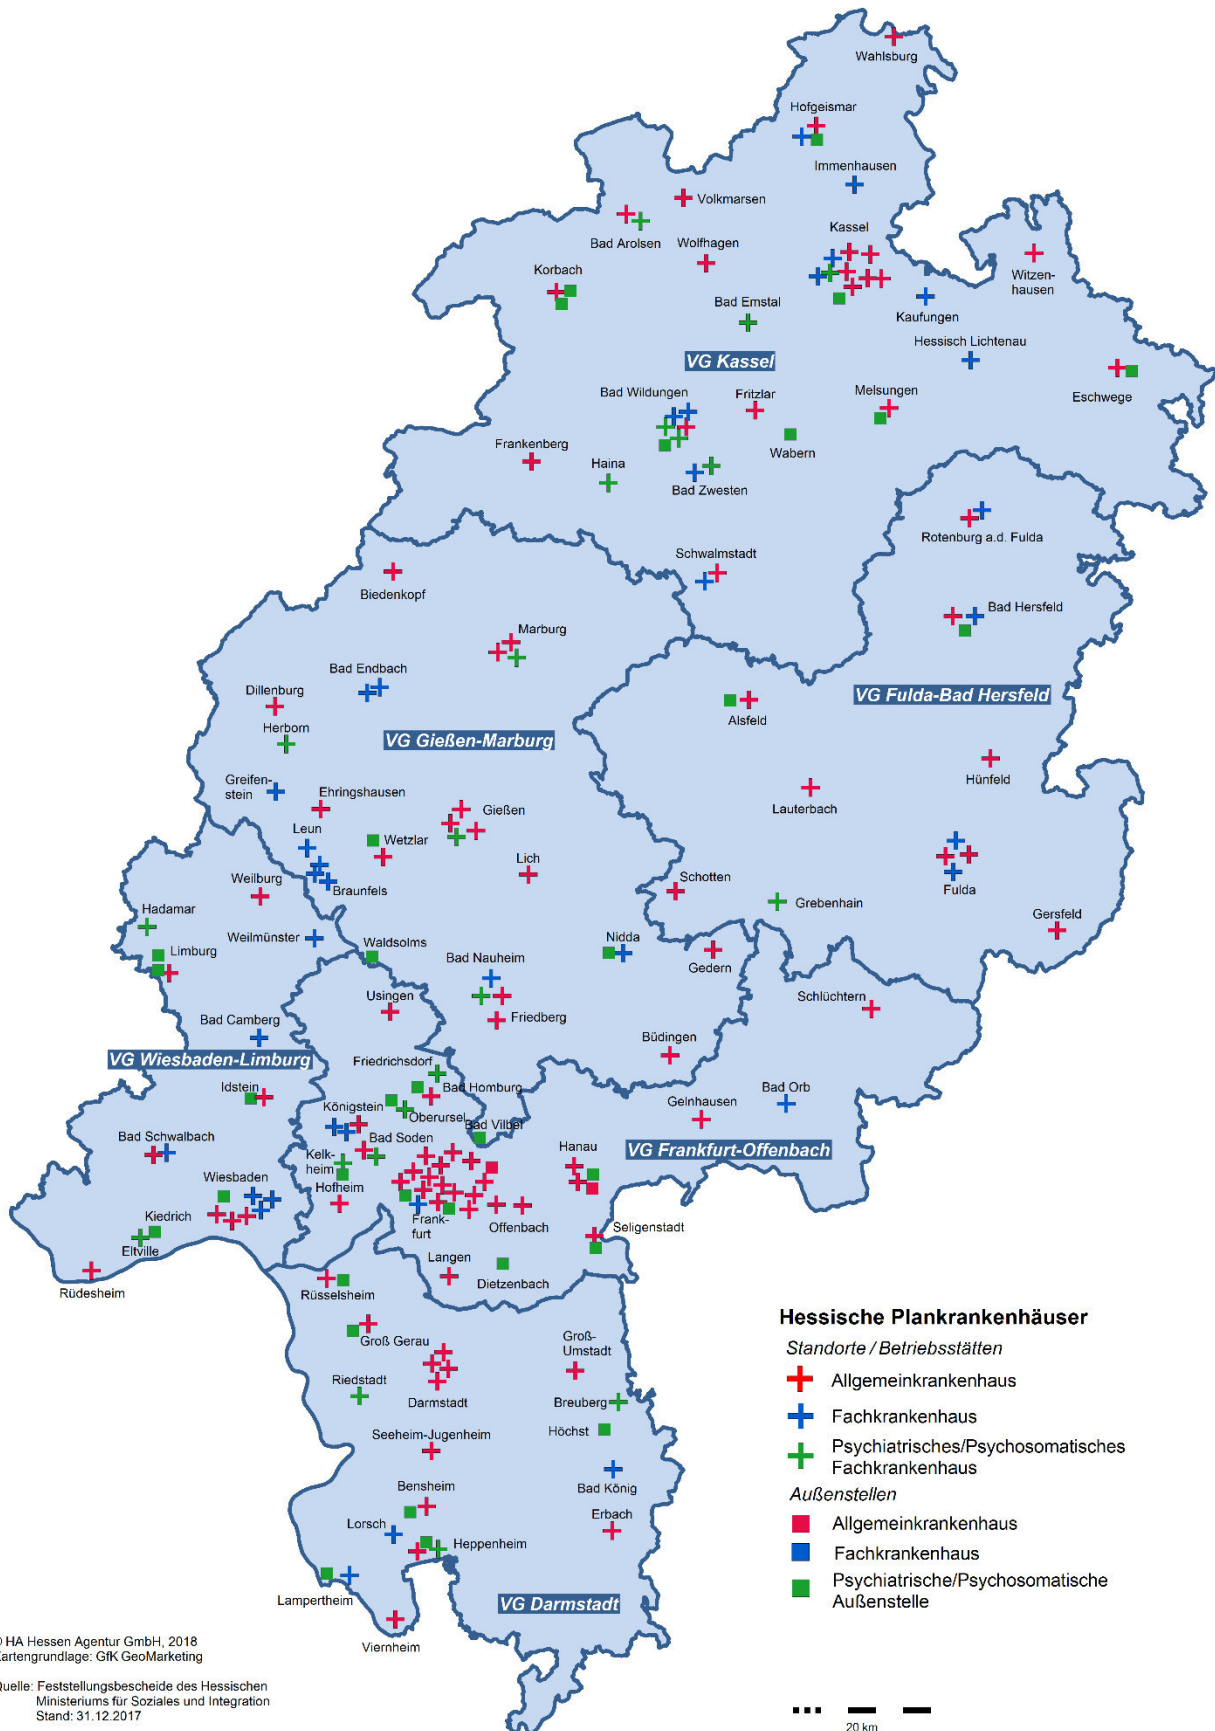 Wahlsburg
Hofgeismar
Immenhausen
Volkmarsen
Bad Arolsen
Wolfhagen
Kassel
Witzen-
hausen
Korbach
Kaufungen
Bad Emstal
Hessisch Lichtenau
VG Kassel
Bad Wildungen
Fritzlar
Melsungen
Eschwege
Wabern
Frankenberg
Haina
Bad Zwesten
Rotenburg a.d. Fulda
Schwalmstadt
Biedenkopf
Bad Hersfeld
Marburg
Bad Endbach
Dillenburg
VG Fulda-Bad Hersfeld
Alsfeld
Herborn
VG Gießen-Marburg
Hünfeld
Greifen-
stein
Ehringshausen
Lauterbach
Gießen
Leun
Wetzlar
Lich
Braunfels
Fulda
Weilburg
Schotten
Grebenhain
Hadamar
Gersfeld
Weilmünster
Limburg
Waldsolms
Nidda
Bad Nauheim
Gedern
Usingen
Schlüchtern
Friedberg
Bad Camberg
Büdingen
VG Wiesbaden-Limburg
Friedrichsdorf
Idstein
Bad Homburg
Bad Orb
Königstein
Oberursel
Gelnhausen
Bad Vilbel
Bad Schwalbach
Bad Soden
Hanau
VG Frankfurt-Offenbach
Kelk-
heim
Wiesbaden
Hofheim
Frank-
furt
Offenbach
Kiedrich
Seligenstadt
Eltville
Langen
Dietzenbach
Rüdesheim
Rüsselsheim
Groß Gerau
Groß-
Umstadt
Riedstadt
Darmstadt
Breuberg
Höchst
Seeheim-Jugenheim
Bad König
Bensheim
Erbach
Lorsch
Heppenheim
Lampertheim
VG Darmstadt
Viernheim
Hessische Plankrankenhäuser
Standorte / Betriebsstätten
Allgemeinkrankenhaus
Fachkrankenhaus
Psychiatrisches/Psychosomatisches
Fachkrankenhaus
Außenstellen
Allgemeinkrankenhaus
Fachkrankenhaus
Psychiatrische/Psychosomatische
Außenstelle
© HA Hessen Agentur GmbH, 2018
Kartengrundlage: GfK GeoMarketing
Quelle: Feststellungsbescheide des Hessischen
Ministeriums für Soziales und Integration
Stand: 31.12.2017
20 km